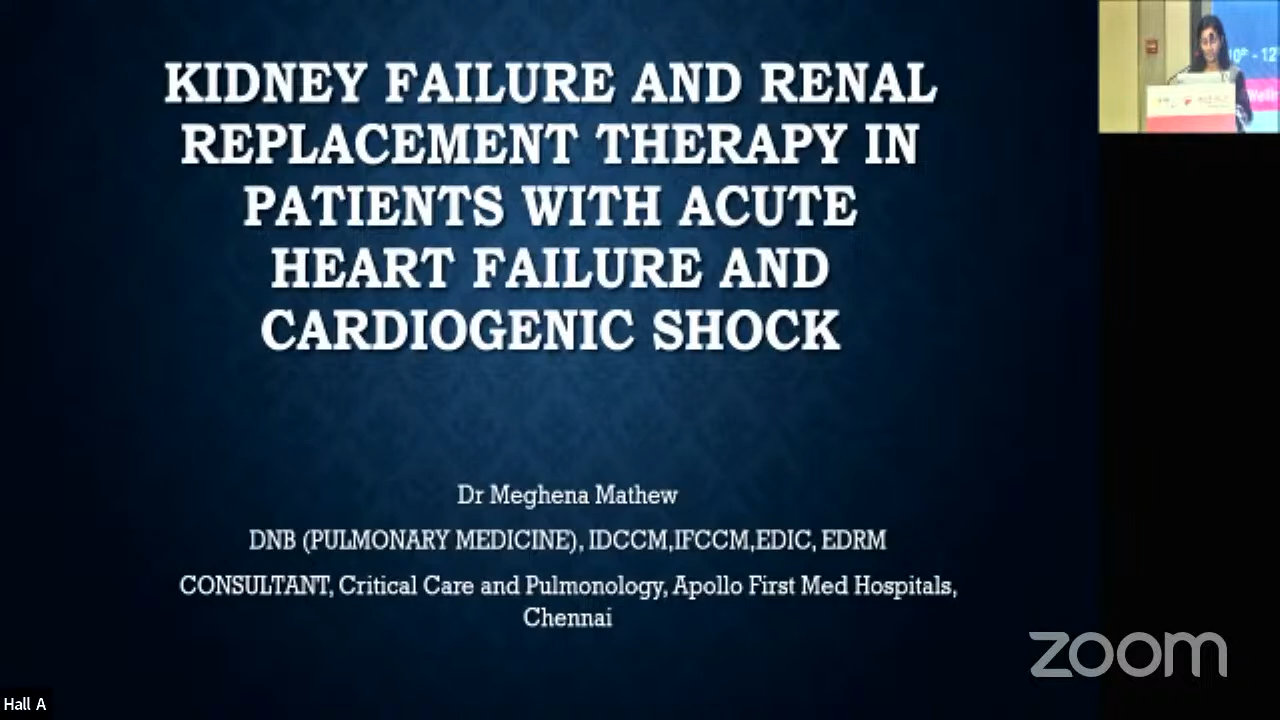 KIDNEY FAILURE AND RENAL
REPLACEMENT THERAPY IN
PATIENTS WITH ACUTE
HEART FAILURE AND
CARDIOGENIC SHOCK
Dr Meghena Mathew
DNB (PULMONARY MEDICINE), IDCCM,IFCCM,EDIC, EDRM
CONSULTANT, Critical Care and Pulmonology, Apollo First Med Hospitals,
Chennai
zoom
Hall A